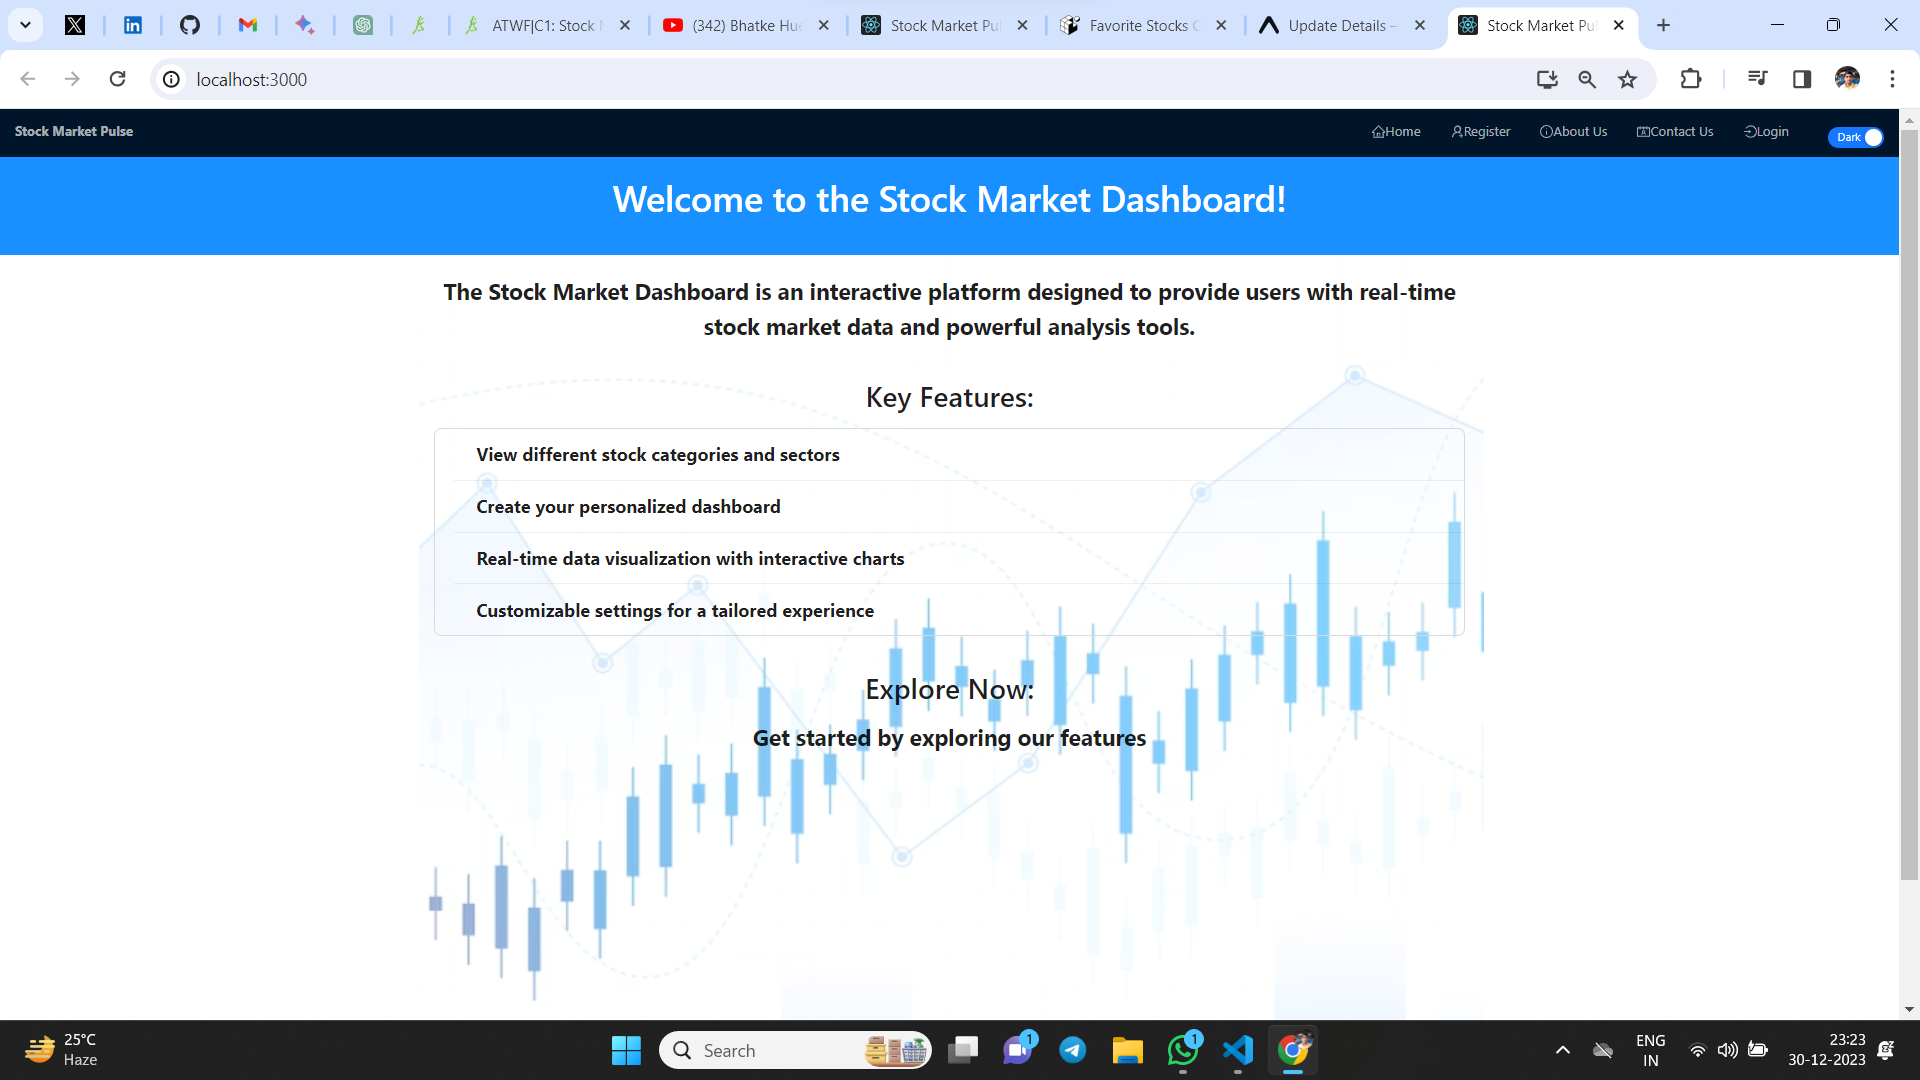 ATWF|C1: Stock
(342) Bhatke Hue
Stock Market Pu
Favorite Stocks
Update Details –
Stock Market Pu
localhost:3000
Stock Market Pulse
Home
Register
About Us
Contact Us
Login
Dark
Welcome to the Stock Market Dashboard!
The Stock Market Dashboard is an interactive platform designed to provide users with real-time
stock market data and powerful analysis tools.
Key Features:
View different stock categories and sectors
Create your personalized dashboard
Real-time data visualization with interactive charts
Customizable settings for a tailored experience
Explore Now:
Get started by exploring our features
25°C
Haze
Search
1
1
ENG
IN
23:23
30-12-2023